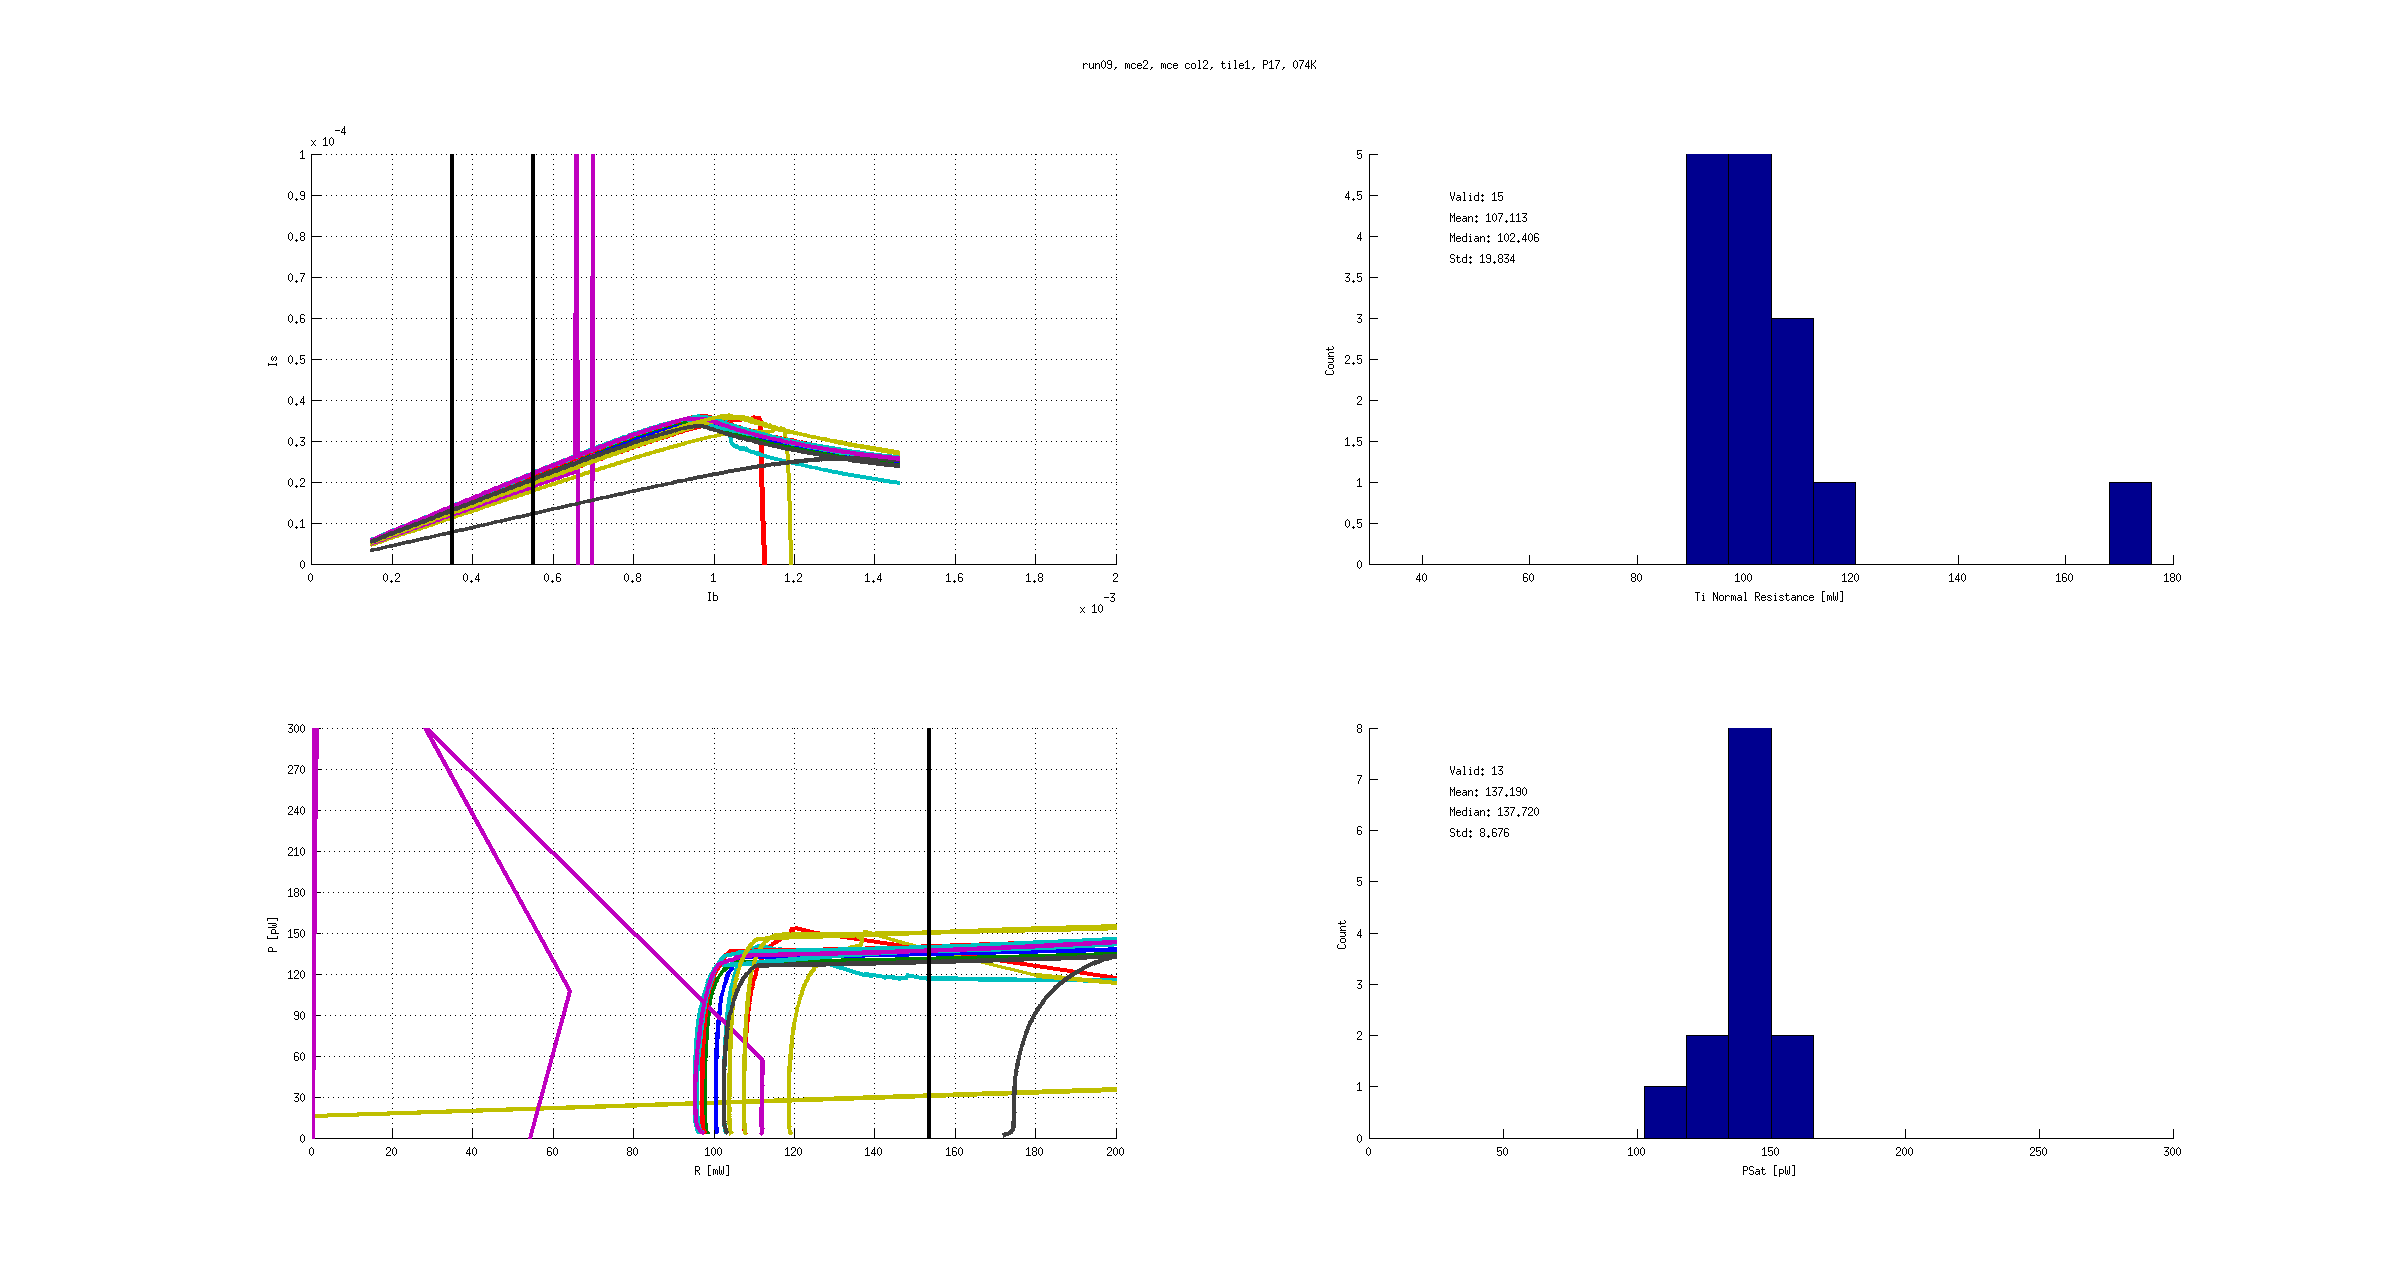 run09, mce2, mce col2, tile1, P17, 074K
x 10^-4
1
0.9
0.8
0.7
0.6
0.5
0.4
0.3
0.2
0.1
0
Is
0 0.2 0.4 0.6 0.8 1 1.2 1.4 1.6 1.8 2
Ib
x 10^-3
5
4.5
4
3.5
3
2.5
2
1.5
1
0.5
0
Count
Valid: 15
Mean: 107.113
Median: 102.406
Std: 19.834
40 60 80 100 120 140 160 180
Ti Normal Resistance [mW]
300
270
240
210
180
150
120
90
60
30
0
P [pW]
0 20 40 60 80 100 120 140 160 180 200
R [mW]
8
7
6
5
4
3
2
1
0
Count
Valid: 13
Mean: 137.190
Median: 137.720
Std: 8.676
0 50 100 150 200 250 300
PSat [pW]